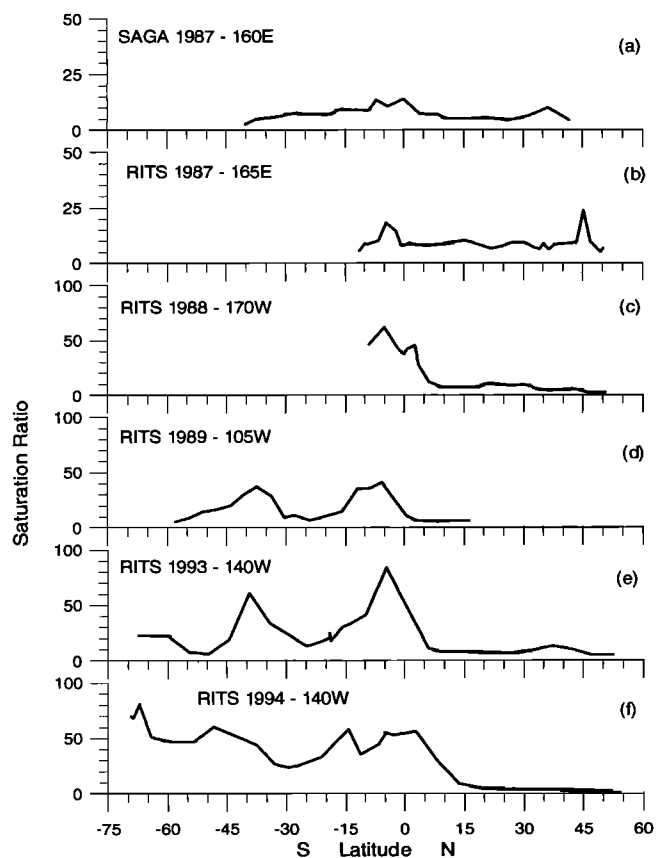 50
25
0
SAGA 1987 - 160E
(a)
50
25
0
RITS 1987 - 165E
(b)
100
50
0
RITS 1988 - 170W
(c)
100
50
0
RITS 1989 - 105W
(d)
100
50
0
RITS 1993 - 140W
(e)
100
50
0
RITS 1994 - 140W
(f)
Saturation Ratio
-75 -60 -45 -30 -15 0 15 30 45 60
S Latitude N